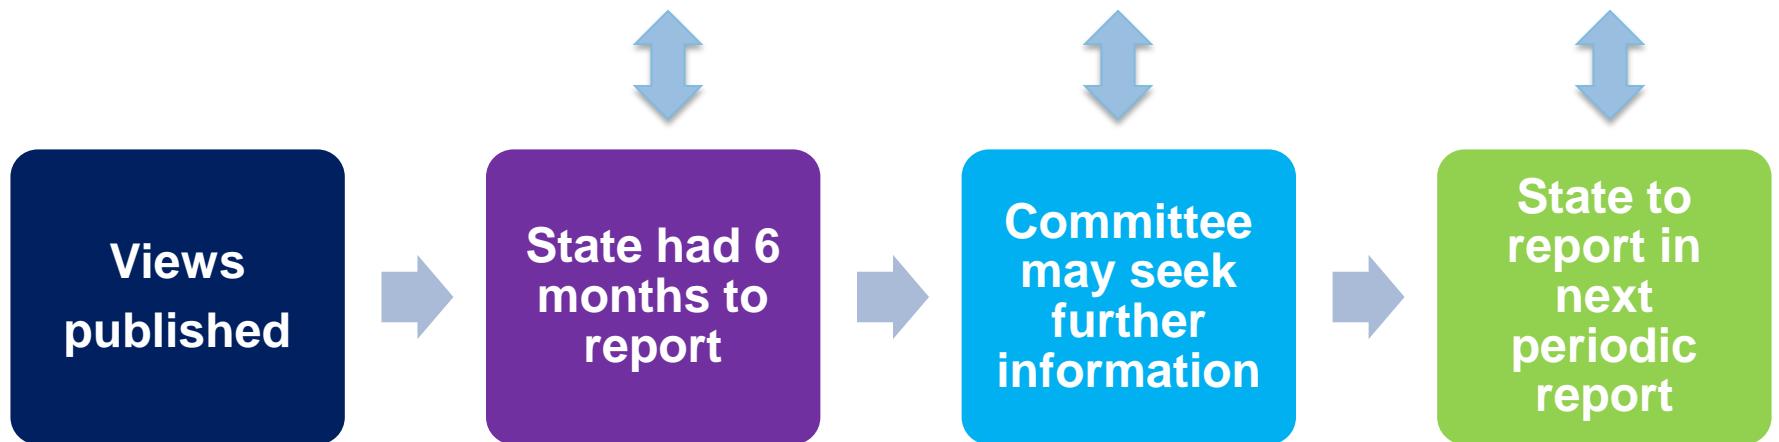 Views
published
State had 6
months to
report
Committee
may seek
further
information
State to
report in
next
periodic
report